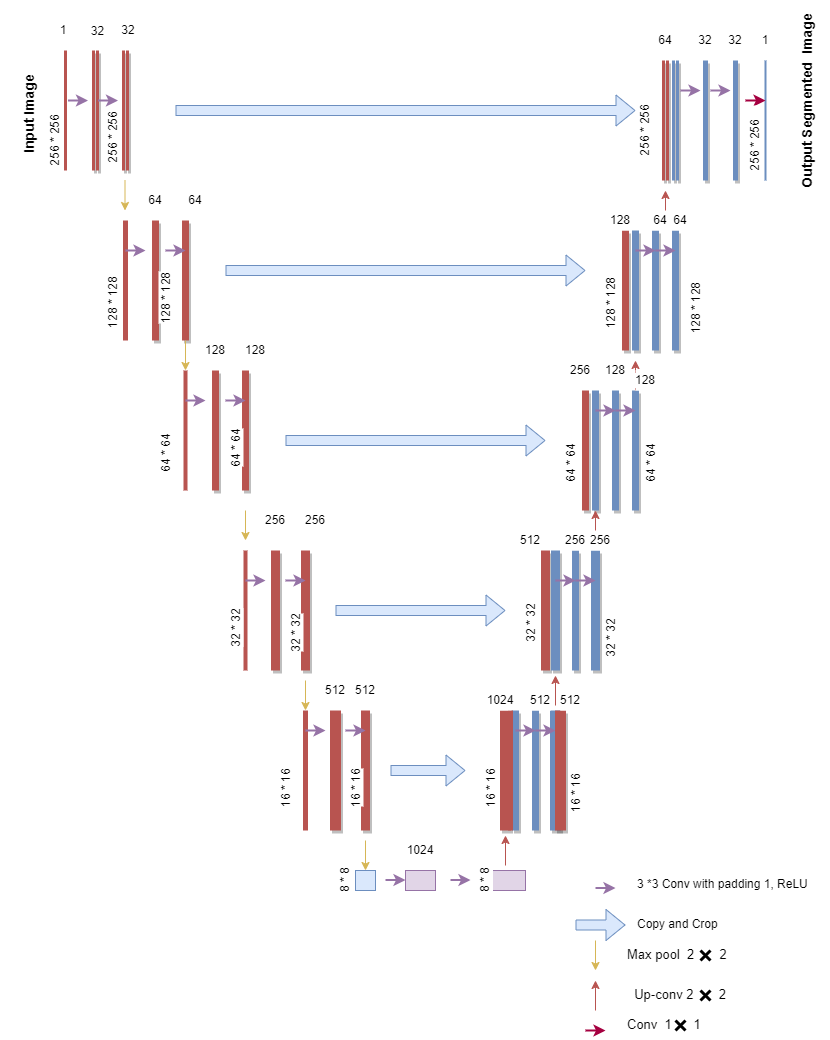 1 32 32
Input Image
256 * 256
256 * 256
64 32 32 1
256 * 256
256 * 256
Output Segmented Image
64 64
128 * 128
128 * 128
128 64 64
128 * 128
128 * 128
128 128
64 * 64
64 * 64
256 128 128
64 * 64
64 * 64
256 256
32 * 32
32 * 32
512 256 256
32 * 32
32 * 32
512 512
16 * 16
16 * 16
1024 512 512
16 * 16
16 * 16
1024
8 * 8
8 * 8
3 *3 Conv with padding 1, ReLU
Copy and Crop
Max pool 2 × 2
Up-conv 2 × 2
Conv 1 × 1